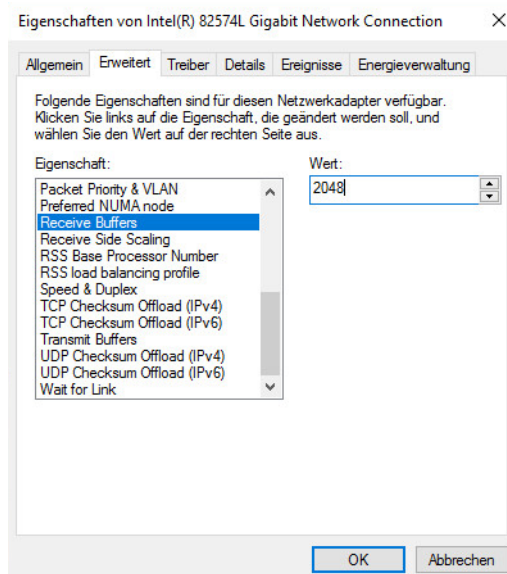 Eigenschaften von Intel(R) 82574L Gigabit Network Connection
Allgemein Erweitert Treiber Details Ereignisse Energieverwaltung
Folgende Eigenschaften sind für diesen Netzwerkadapter verfügbar.
Klicken Sie links auf die Eigenschaft, die geändert werden soll, und
wählen Sie den Wert auf der rechten Seite aus.
Eigenschaft:
Wert:
Packet Priority & VLAN
2048
Preferred NUMA node
Receive Buffers
Receive Side Scaling
RSS Base Processor Number
RSS load balancing profile
Speed & Duplex
TCP Checksum Offload (IPv4)
TCP Checksum Offload (IPv6)
Transmit Buffers
UDP Checksum Offload (IPv4)
UDP Checksum Offload (IPv6)
Wait for Link
OK
Abbrechen